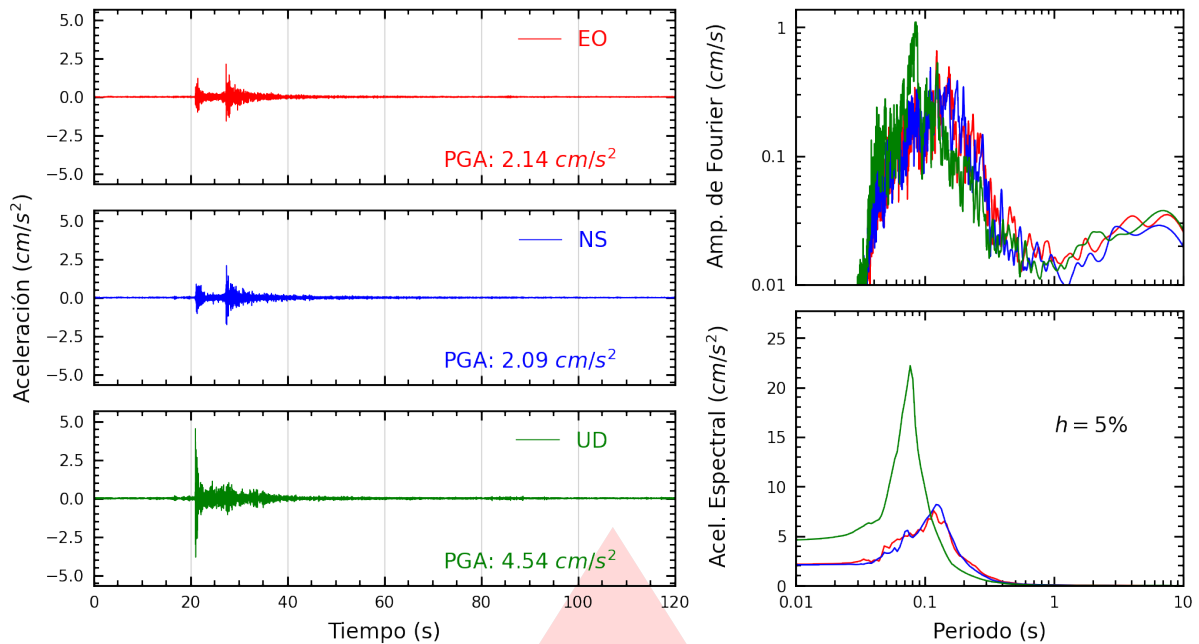 EO
PGA: 2.14 cm/s²
NS
PGA: 2.09 cm/s²
UD
PGA: 4.54 cm/s²
Aceleración (cm/s²)
5.0
2.5
0.0
−2.5
−5.0
5.0
2.5
0.0
−2.5
−5.0
5.0
2.5
0.0
−2.5
−5.0
0 20 40 60 80 100 120
Tiempo (s)
Amp. de Fourier (cm/s)
1
0.1
0.01
Acel. Espectral (cm/s²)
25
20
15
10
5
0
h = 5%
0.01 0.1 1 10
Periodo (s)